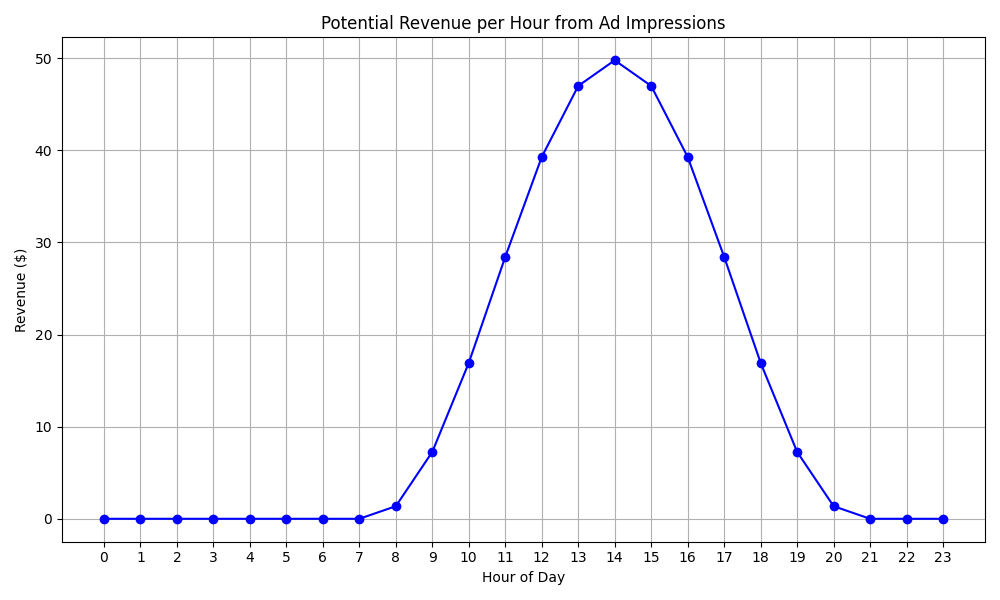 Potential Revenue per Hour from Ad Impressions
Revenue ($)
50
40
30
20
10
0
0 1 2 3 4 5 6 7 8 9 10 11 12 13 14 15 16 17 18 19 20 21 22 23
Hour of Day